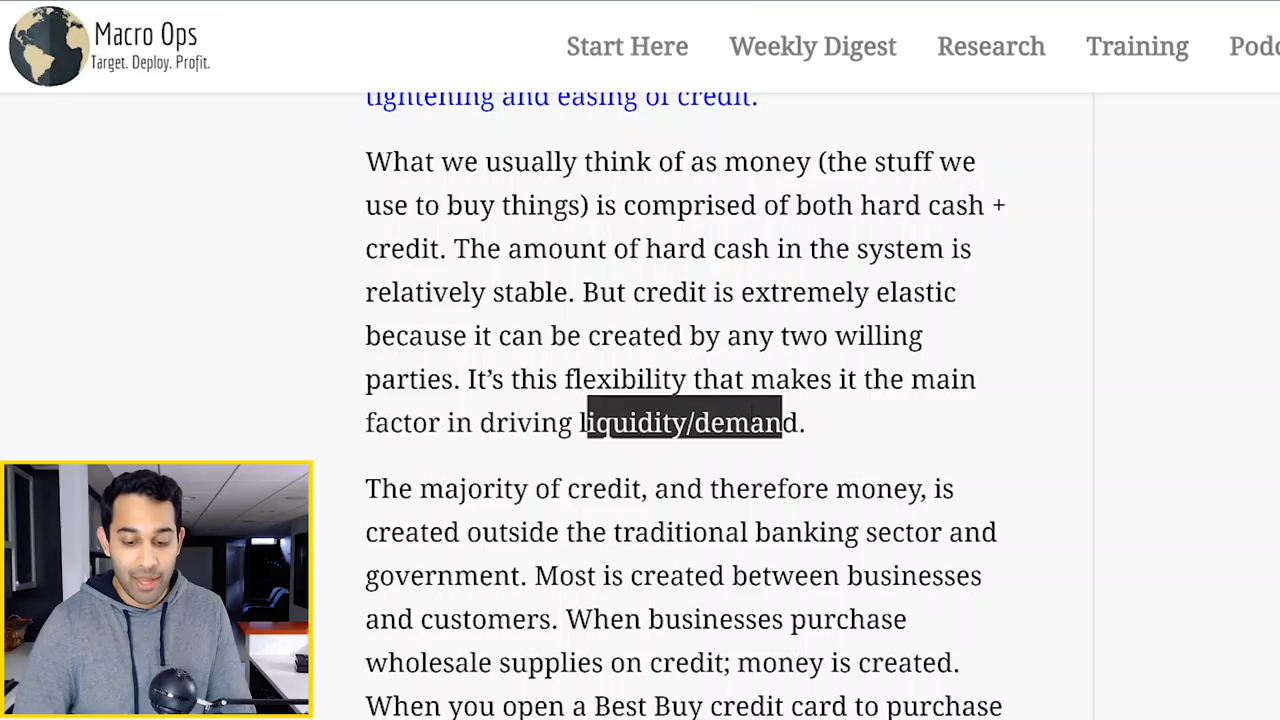 Macro Ops
Target. Deploy. Profit.
Start Here
Weekly Digest
Research
Training
tightening and easing of credit.
What we usually think of as money (the stuff we
use to buy things) is comprised of both hard cash +
credit. The amount of hard cash in the system is
relatively stable. But credit is extremely elastic
because it can be created by any two willing
parties. It’s this flexibility that makes it the main
factor in driving liquidity/demand.
The majority of credit, and therefore money, is
created outside the traditional banking sector and
government. Most is created between businesses
and customers. When businesses purchase
wholesale supplies on credit; money is created.
When you open a Best Buy credit card to purchase